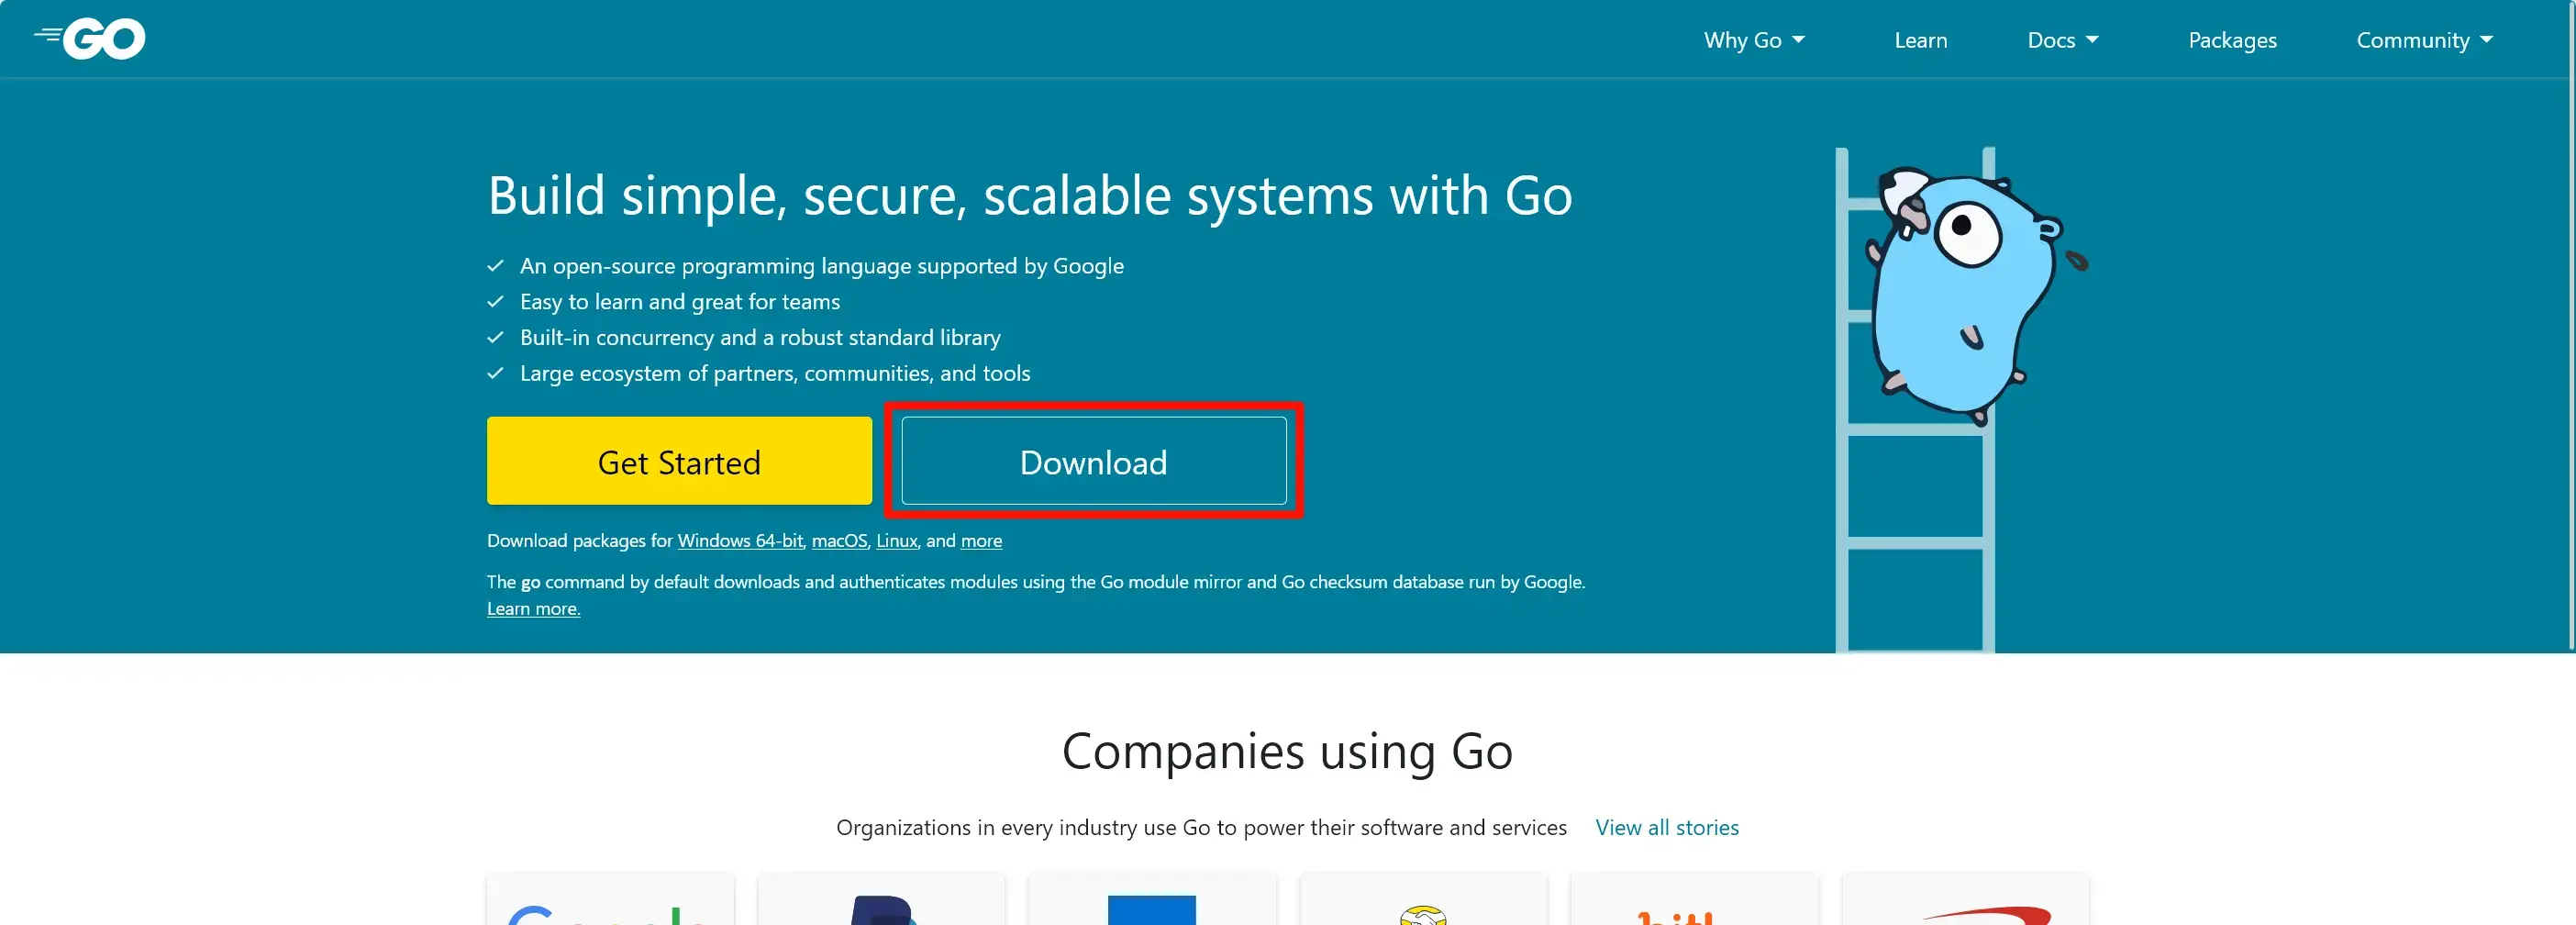 GO
Why Go
Learn
Docs
Packages
Community
Build simple, secure, scalable systems with Go
An open-source programming language supported by Google
Easy to learn and great for teams
Built-in concurrency and a robust standard library
Large ecosystem of partners, communities, and tools
Get Started
Download
Download packages for Windows 64-bit, macOS, Linux, and more
The go command by default downloads and authenticates modules using the Go module mirror and Go checksum database run by Google.
Learn more.
Companies using Go
Organizations in every industry use Go to power their software and services
View all stories